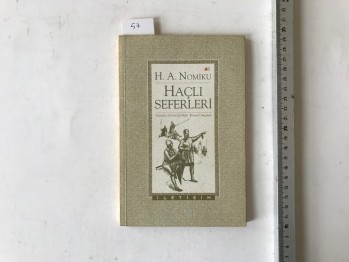 57
H. A. NOMIKU
HAÇLI
SEFERLERİ
İLETİŞİM